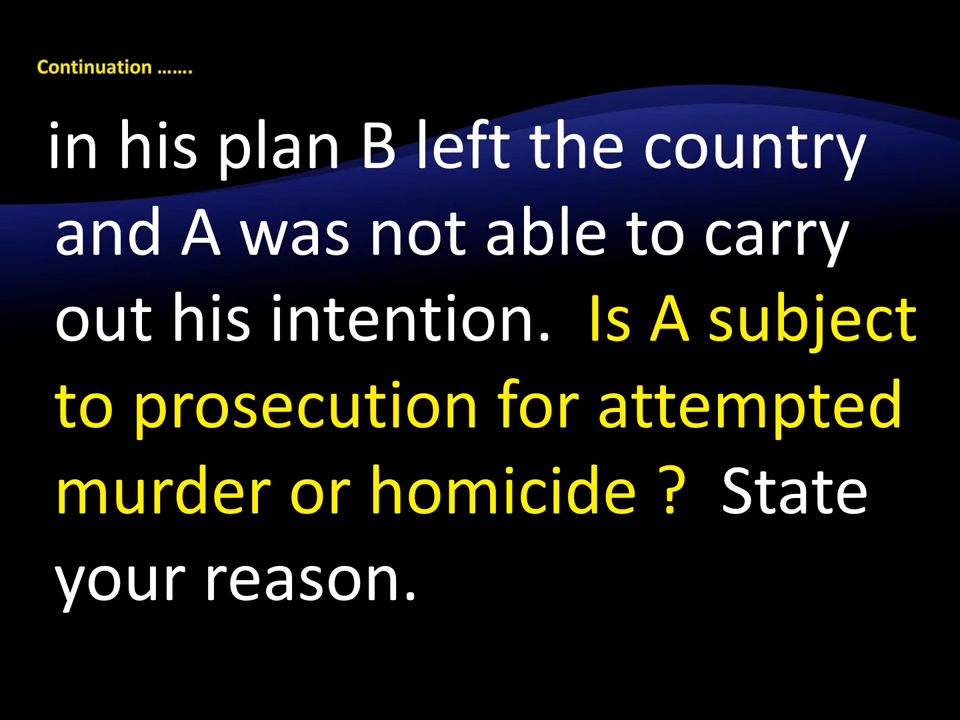 Continuation …….
in his plan B left the country
and A was not able to carry
out his intention. Is A subject
to prosecution for attempted
murder or homicide ? State
your reason.